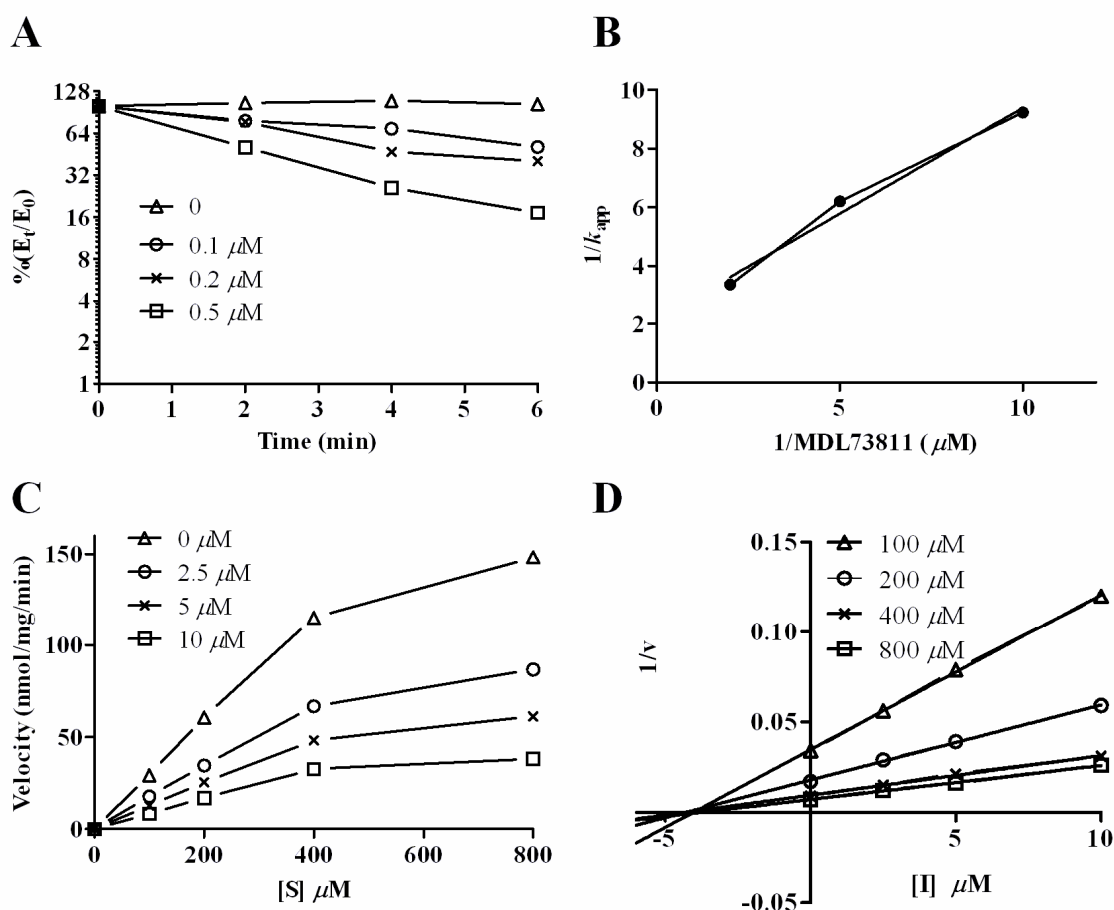 A
128
64
32
16
8
4
2
1
%(Et/E0)
0
0.1 μM
0.2 μM
0.5 μM
0 1 2 3 4 5 6
Time (min)
B
10
8
6
4
2
0
1/kapp
0 5 10
1/MDL73811 (μM)
C
150
100
50
0
Velocity (nmol/mg/min)
0 μM
2.5 μM
5 μM
10 μM
0 200 400 600 800
[S] μM
D
0.15
0.10
0.05
-0.05
1/v
100 μM
200 μM
400 μM
800 μM
-5 5 10
[I] μM